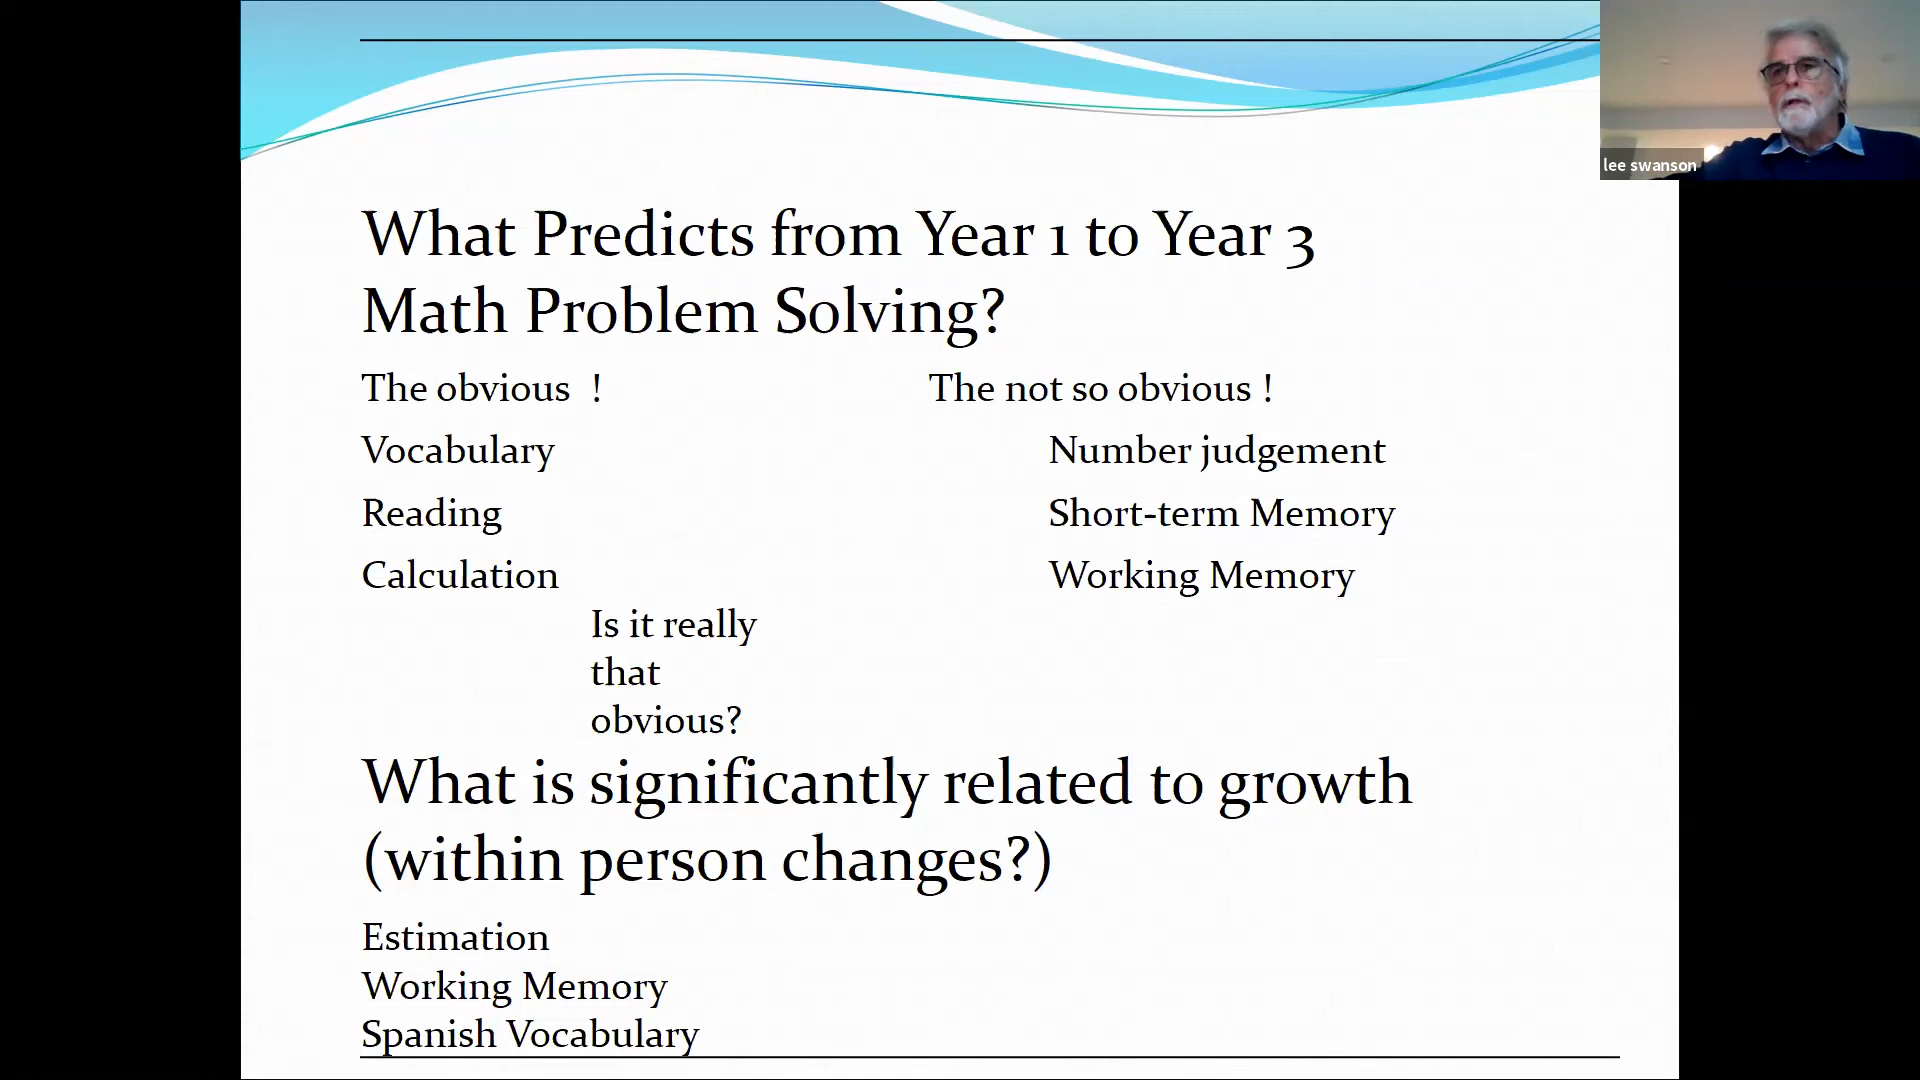 lee swanson
What Predicts from Year 1 to Year 3
Math Problem Solving?
The obvious !
The not so obvious !
Vocabulary
Number judgement
Reading
Short-term Memory
Calculation
Working Memory
Is it really
that
obvious?
What is significantly related to growth
(within person changes?)
Estimation
Working Memory
Spanish Vocabulary